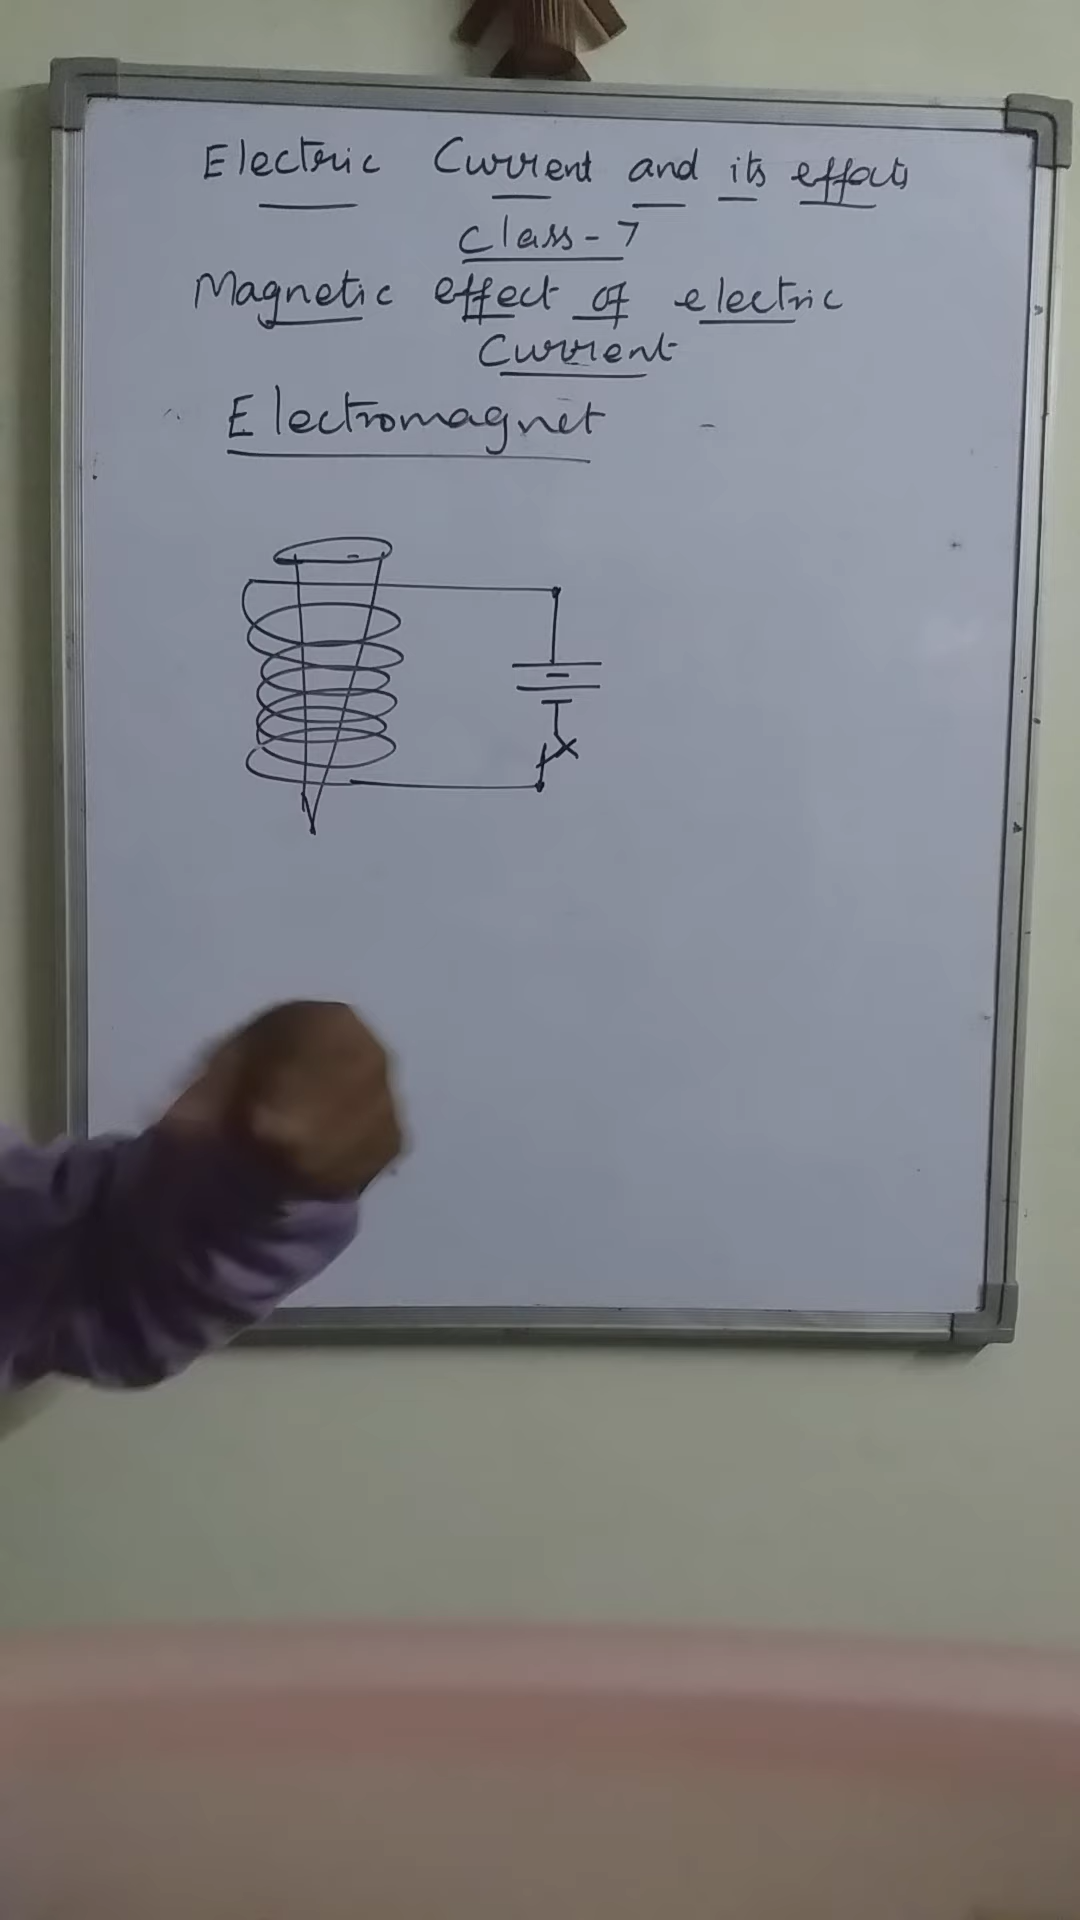 Electric Current and its effects
Class-7
Magnetic effect of electric
Current
Electromagnet